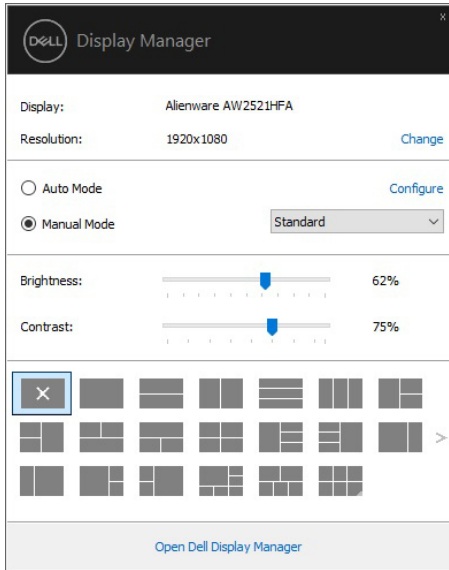 x
DELL Display Manager
Display: Alienware AW2521HFA
Resolution: 1920x1080 Change
Auto Mode Configure
Manual Mode Standard
Brightness: 62%
Contrast: 75%
Open Dell Display Manager